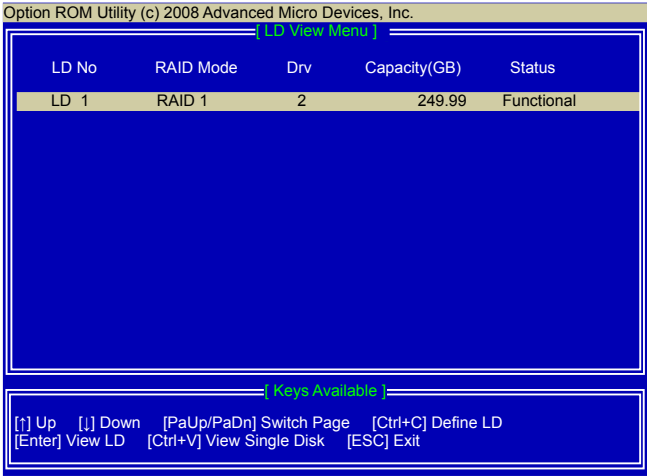 Option ROM Utility (c) 2008 Advanced Micro Devices, Inc.
[ LD View Menu ]
LD No RAID Mode Drv Capacity(GB) Status
LD 1 RAID 1 2 249.99 Functional
[ Keys Available ]
[↑] Up [↓] Down [PaUp/PaDn] Switch Page [Ctrl+C] Define LD
[Enter] View LD [Ctrl+V] View Single Disk [ESC] Exit